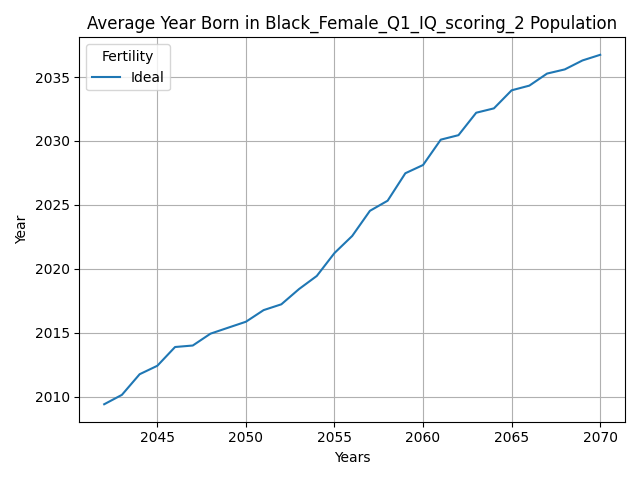 Average Year Born in Black_Female_Q1_IQ_scoring_2 Population
Fertility
Ideal
Year
2035
2030
2025
2020
2015
2010
2045 2050 2055 2060 2065 2070
Years